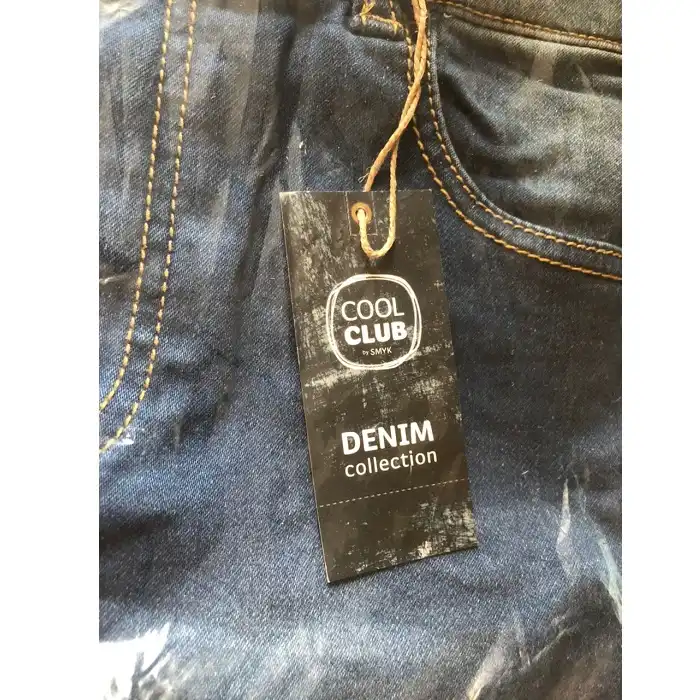 COOL
CLUB
by SMYK
DENIM
collection